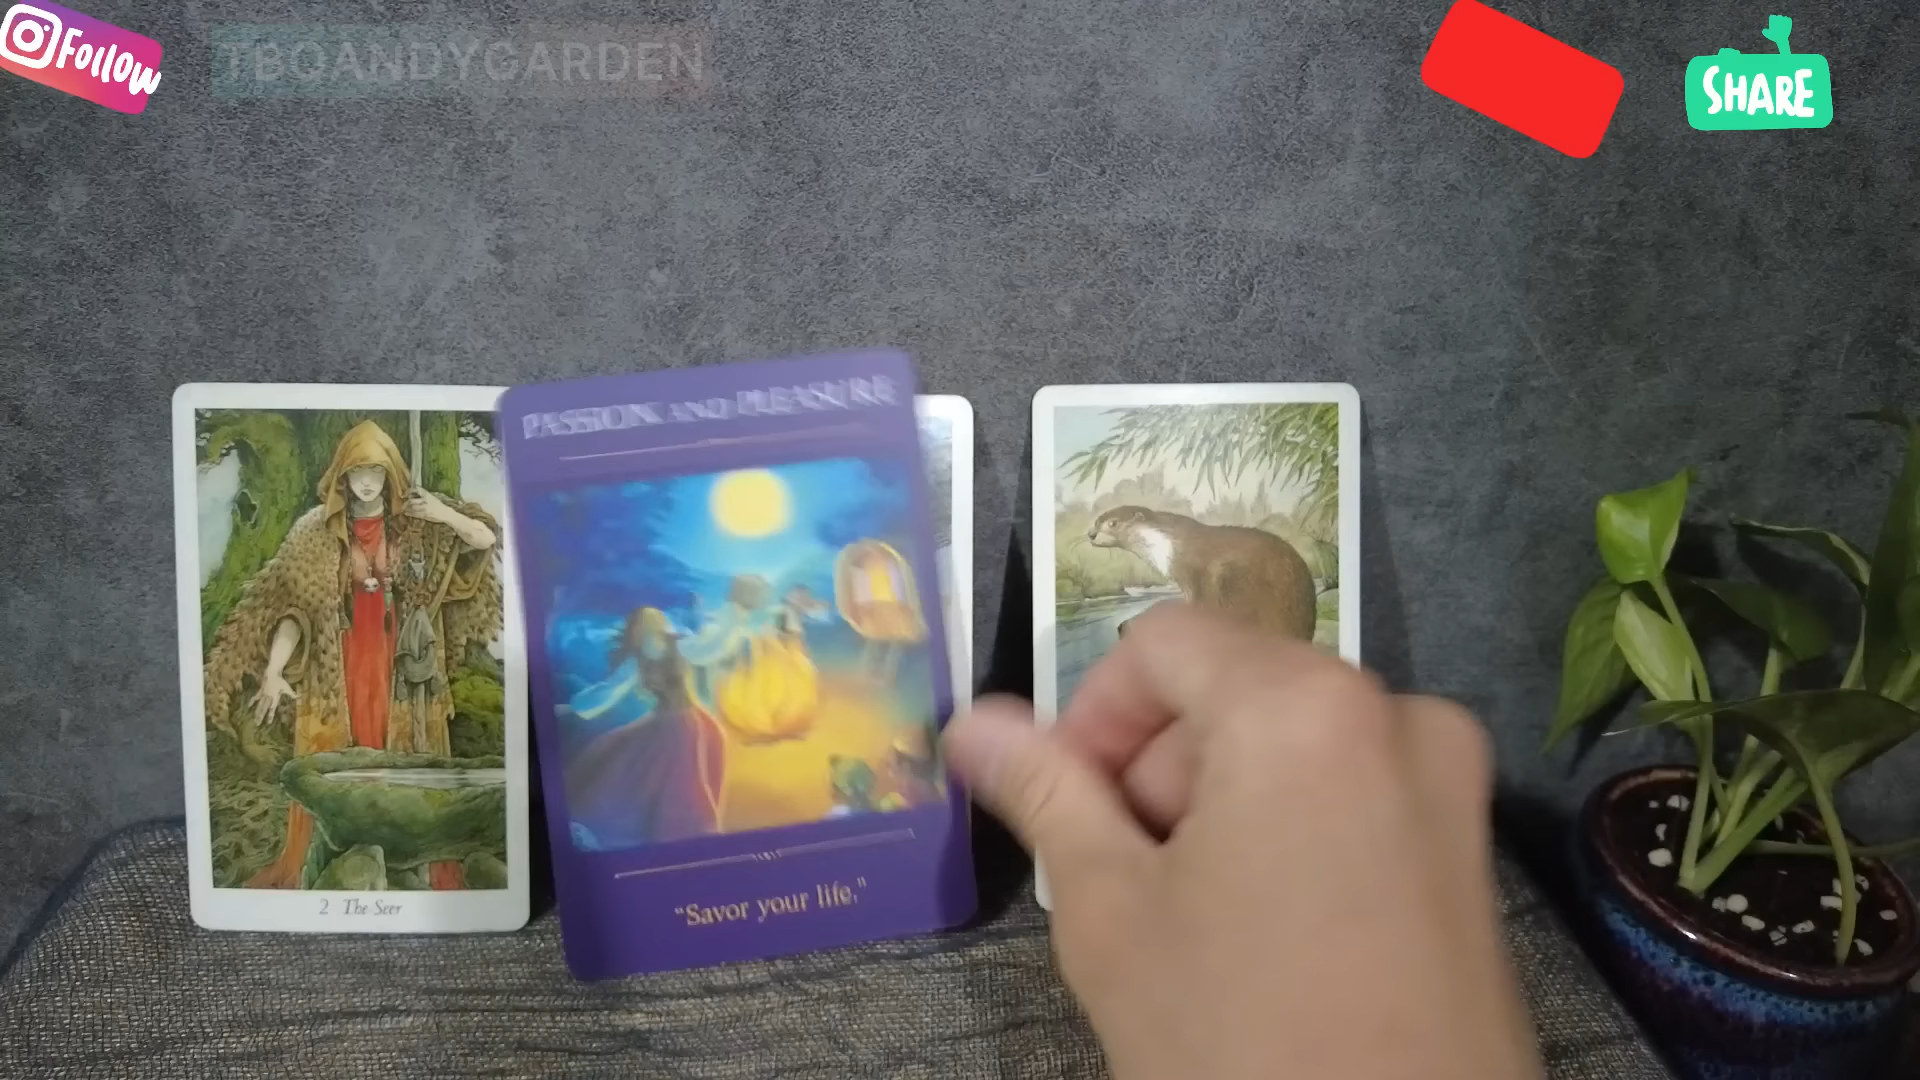 Follow
TBOANDYGARDEN
SHARE
PASSION AND PLEASURE
"Savor your life."
2 The Seer